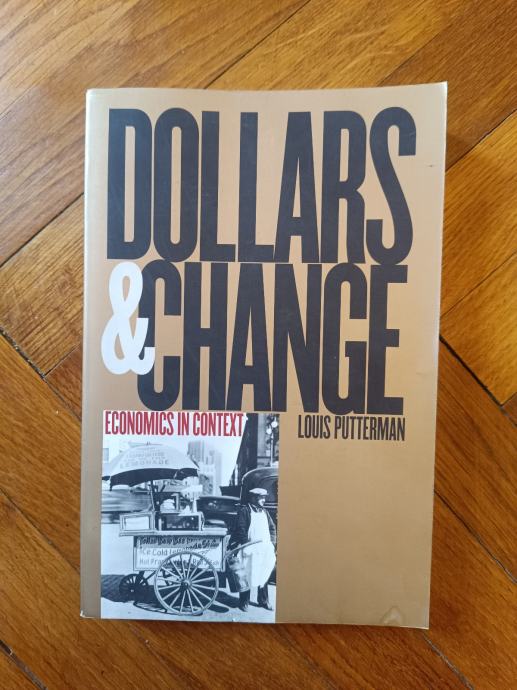 DOLLARS
& CHANGE
ECONOMICS IN CONTEXT
LOUIS PUTTERMAN
LEMONADE
Ice Cold